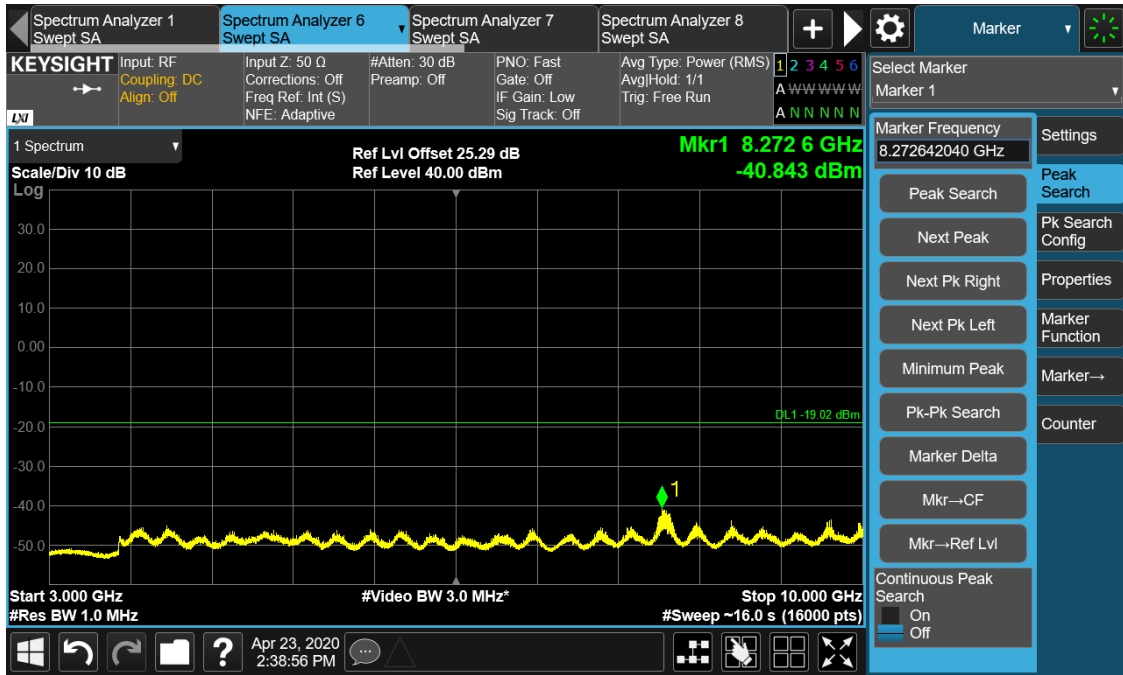 Spectrum Analyzer 1
Swept SA
Spectrum Analyzer 6
Swept SA
Spectrum Analyzer 7
Swept SA
Spectrum Analyzer 8
Swept SA
+
Marker
KEYSIGHT
LXI
Input: RF
Coupling: DC
Align: Off
Input Z: 50 Ω
Corrections: Off
Freq Ref: Int (S)
NFE: Adaptive
#Atten: 30 dB
Preamp: Off
PNO: Fast
Gate: Off
IF Gain: Low
Sig Track: Off
Avg Type: Power (RMS)
Avg|Hold: 1/1
Trig: Free Run
1 2 3 4 5 6
A W W W W W
A N N N N N
Select Marker
Marker 1
1 Spectrum
Scale/Div 10 dB
Log
Ref Lvl Offset 25.29 dB
Ref Level 40.00 dBm
Mkr1 8.272 6 GHz
-40.843 dBm
30.0
20.0
10.0
0.00
-10.0
-20.0
-30.0
-40.0
-50.0
DL1 -19.02 dBm
1
Start 3.000 GHz
#Res BW 1.0 MHz
#Video BW 3.0 MHz*
Stop 10.000 GHz
#Sweep ~16.0 s (16000 pts)
Marker Frequency
8.272642040 GHz
Peak Search
Next Peak
Next Pk Right
Next Pk Left
Minimum Peak
Pk-Pk Search
Marker Delta
Mkr→CF
Mkr→Ref Lvl
Continuous Peak
Search
On
Off
Settings
Peak
Search
Pk Search
Config
Properties
Marker
Function
Marker→
Counter
?
Apr 23, 2020
2:38:56 PM